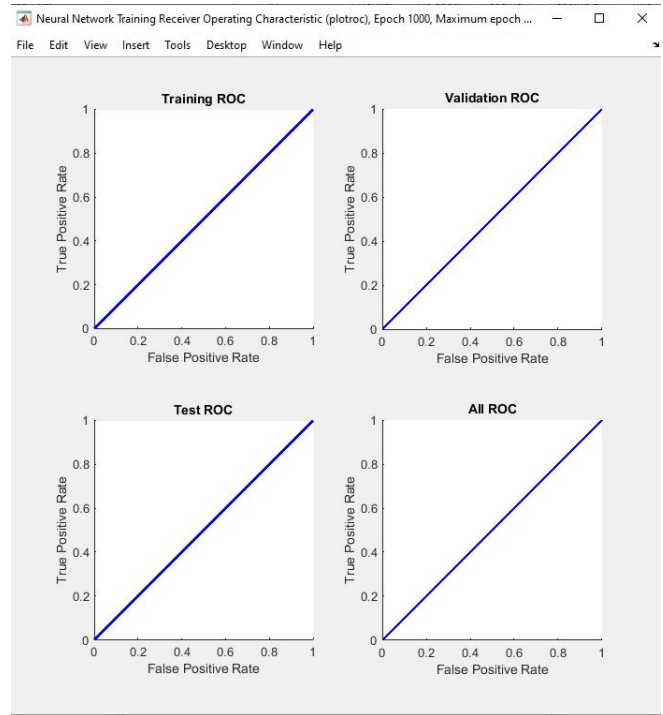 Neural Network Training Receiver Operating Characteristic (plotroc), Epoch 1000, Maximum epoch ...
File Edit View Insert Tools Desktop Window Help
Training ROC
True Positive Rate
1
0.8
0.6
0.4
0.2
0
0 0.2 0.4 0.6 0.8 1
False Positive Rate
Validation ROC
True Positive Rate
1
0.8
0.6
0.4
0.2
0
0 0.2 0.4 0.6 0.8 1
False Positive Rate
Test ROC
True Positive Rate
1
0.8
0.6
0.4
0.2
0
0 0.2 0.4 0.6 0.8 1
False Positive Rate
All ROC
True Positive Rate
1
0.8
0.6
0.4
0.2
0
0 0.2 0.4 0.6 0.8 1
False Positive Rate